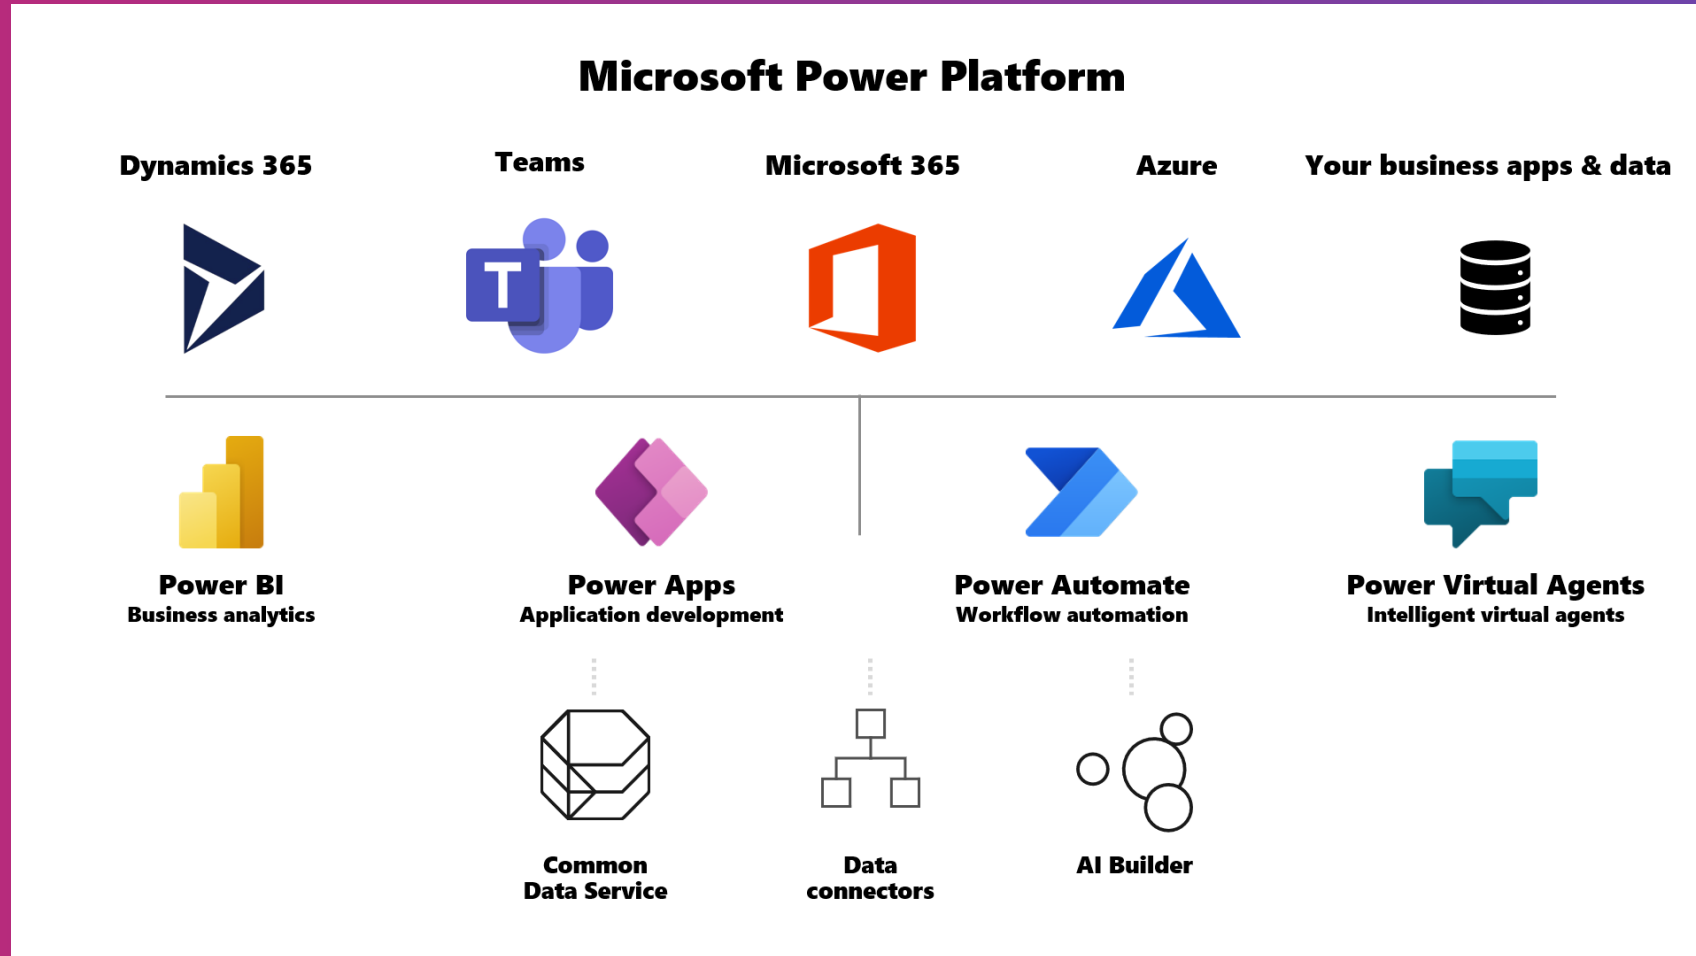 Microsoft Power Platform
Dynamics 365
Teams
Microsoft 365
Azure
Your business apps & data
T
Power BI
Business analytics
Power Apps
Application development
Power Automate
Workflow automation
Power Virtual Agents
Intelligent virtual agents
Common
Data Service
Data
connectors
AI Builder